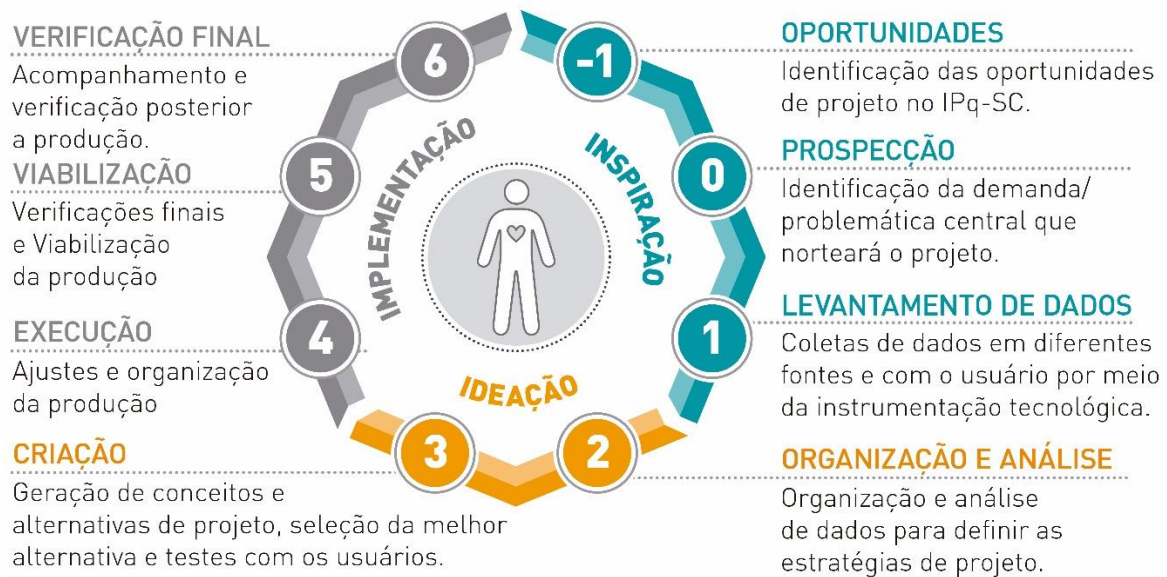 VERIFICAÇÃO FINAL
Acompanhamento e
verificação posterior
a produção.
VIABILIZAÇÃO
Verificações finais
e Viabilização
da produção
EXECUÇÃO
Ajustes e organização
da produção
CRIAÇÃO
Geração de conceitos e
alternativas de projeto, seleção da melhor
alternativa e testes com os usuários.
6
5
4
3
IMPLEMENTAÇÃO
INSPIRAÇÃO
IDEAÇÃO
-1
0
1
2
OPORTUNIDADES
Identificação das oportunidades
de projeto no IPq-SC.
PROSPECÇÃO
Identificação da demanda/
problemática central que
norteará o projeto.
LEVANTAMENTO DE DADOS
Coletas de dados em diferentes
fontes e com o usuário por meio
da instrumentação tecnológica.
ORGANIZAÇÃO E ANÁLISE
Organização e análise
de dados para definir as
estratégias de projeto.